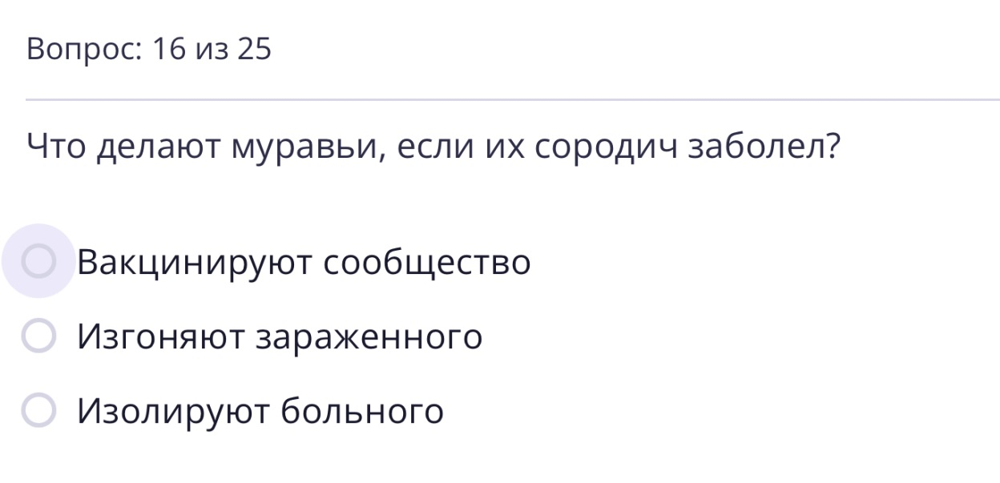 Вопрос: 16 из 25
Что делают муравьи, если их сородич заболел?
Вакцинируют сообщество
Изгоняют зараженного
Изолируют больного